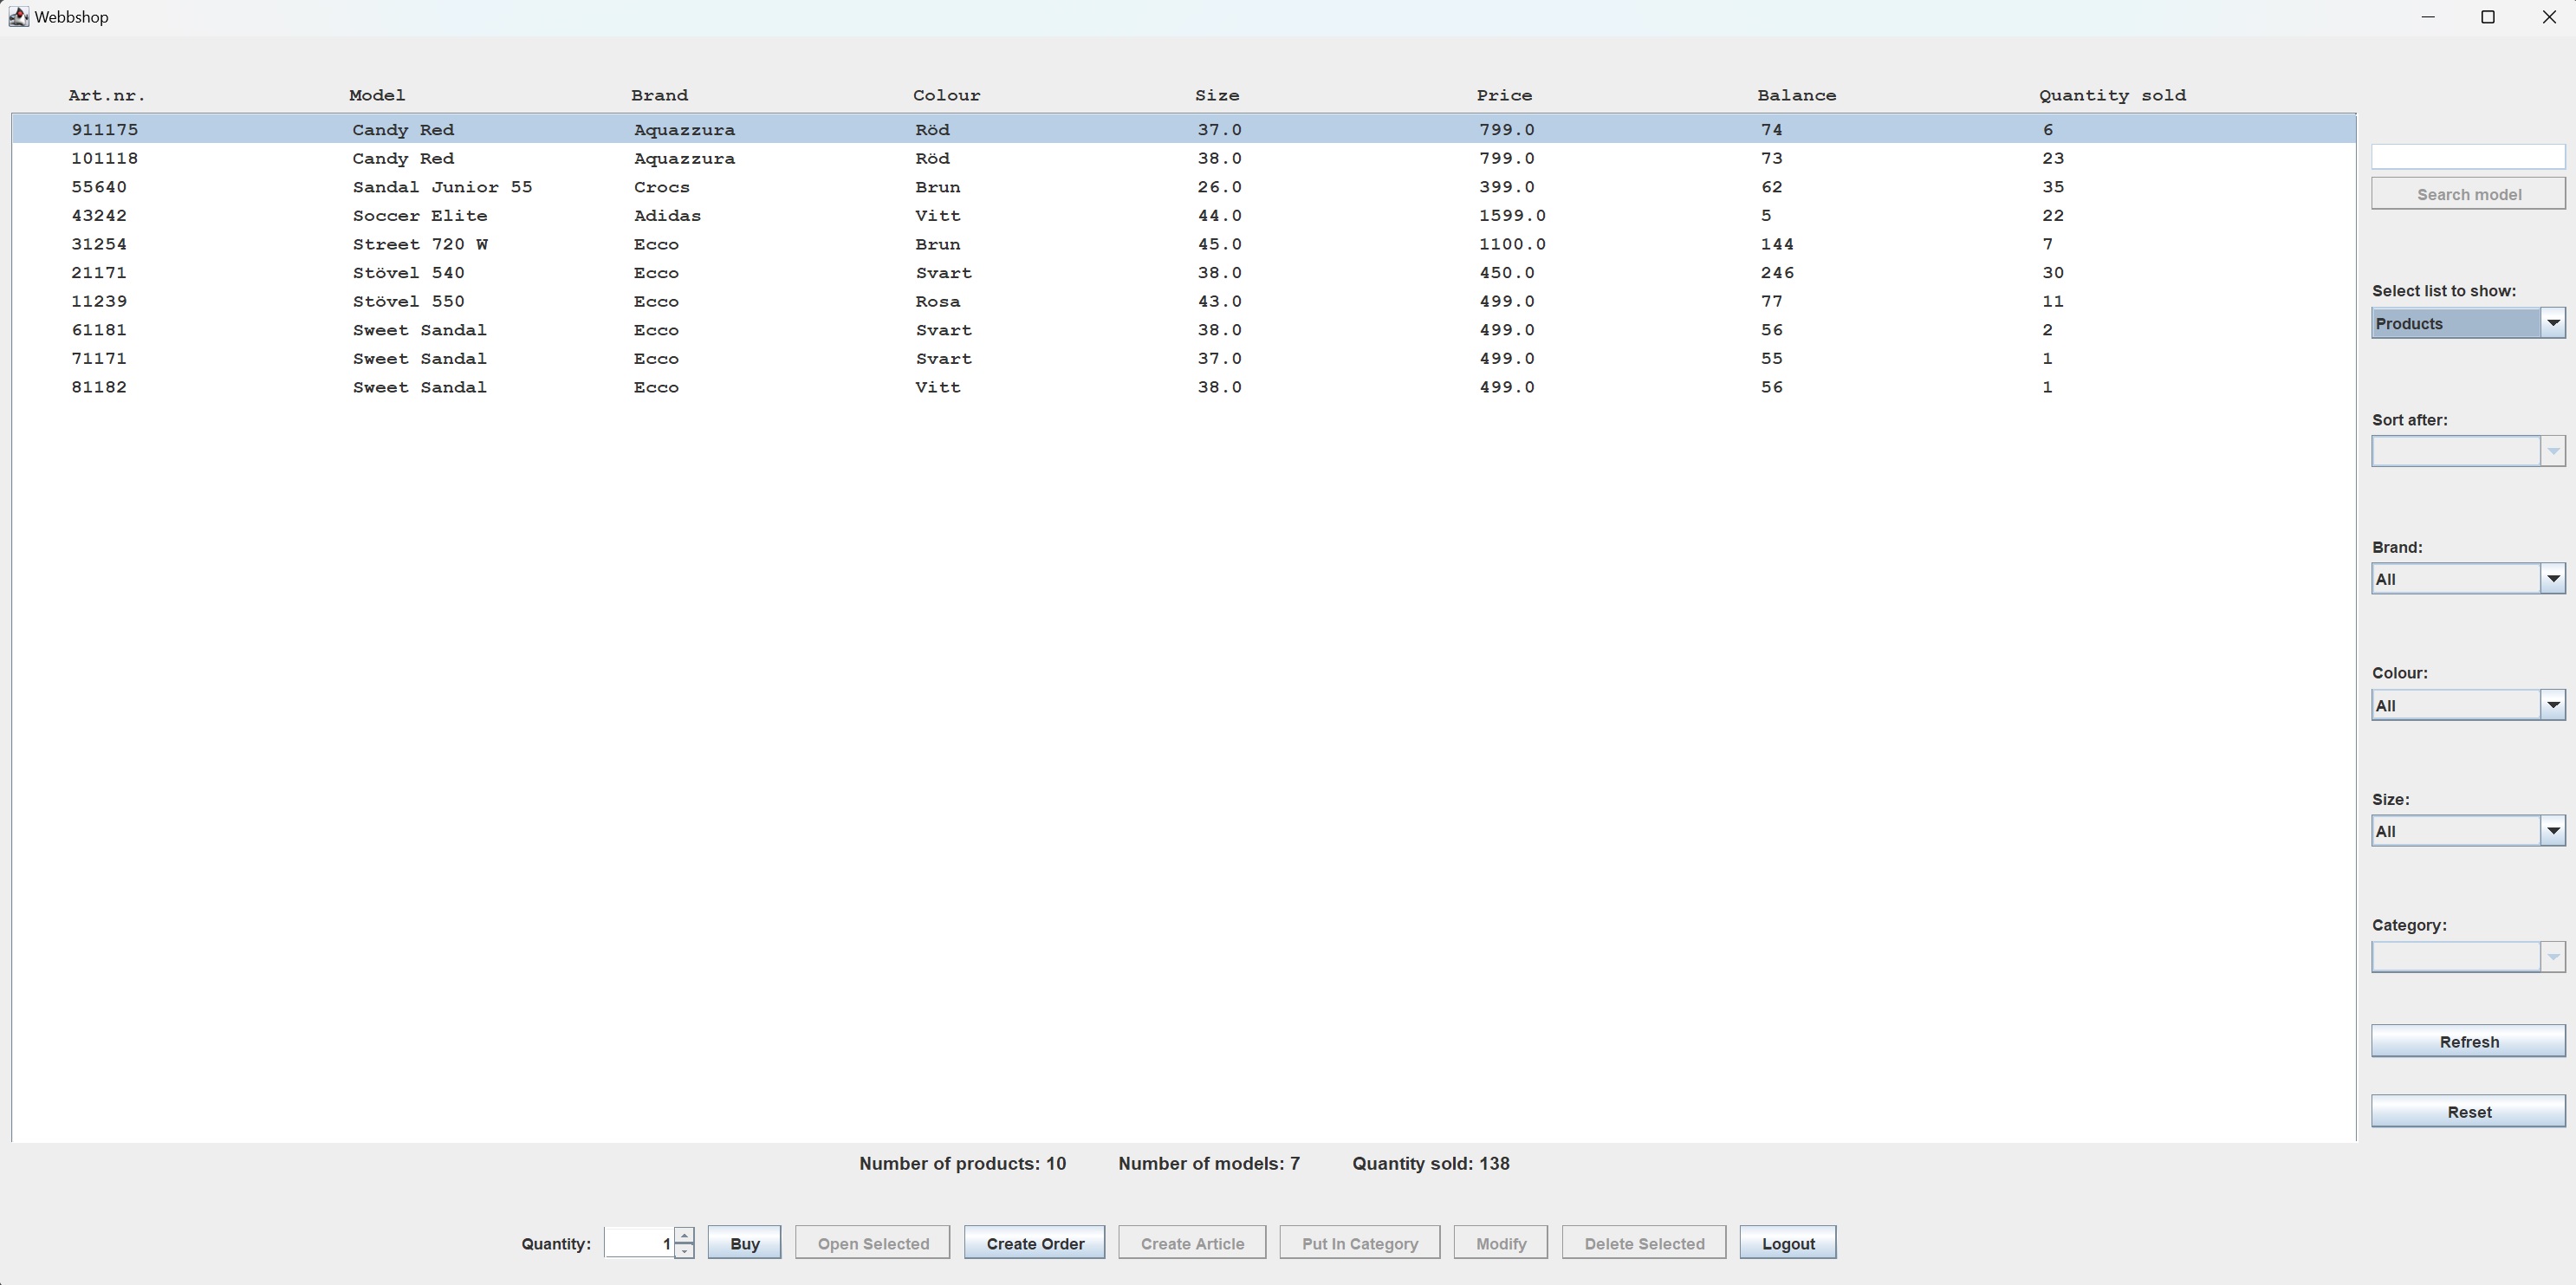 Webbshop
Art.nr. Model Brand Colour Size Price Balance Quantity sold
911175 Candy Red Aquazzura Röd 37.0 799.0 74 6
101118 Candy Red Aquazzura Röd 38.0 799.0 73 23
55640 Sandal Junior 55 Crocs Brun 26.0 399.0 62 35
43242 Soccer Elite Adidas Vitt 44.0 1599.0 5 22
31254 Street 720 W Ecco Brun 45.0 1100.0 144 7
21171 Stövel 540 Ecco Svart 38.0 450.0 246 30
11239 Stövel 550 Ecco Rosa 43.0 499.0 77 11
61181 Sweet Sandal Ecco Svart 38.0 499.0 56 2
71171 Sweet Sandal Ecco Svart 37.0 499.0 55 1
81182 Sweet Sandal Ecco Vitt 38.0 499.0 56 1
Search model
Select list to show:
Products
Sort after:
Brand:
All
Colour:
All
Size:
All
Category:
Refresh
Reset
Number of products: 10 Number of models: 7 Quantity sold: 138
Quantity: 1 Buy Open Selected Create Order Create Article Put In Category Modify Delete Selected Logout